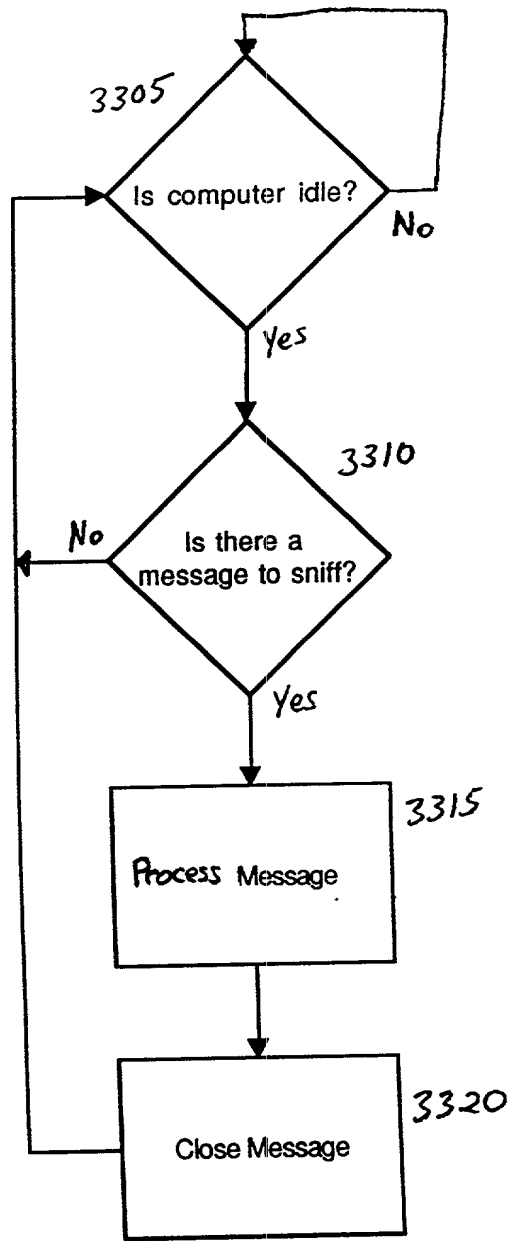 3305
Is computer idle?
No
Yes
3310
No
Is there a
message to sniff?
Yes
3315
Process Message
3320
Close Message